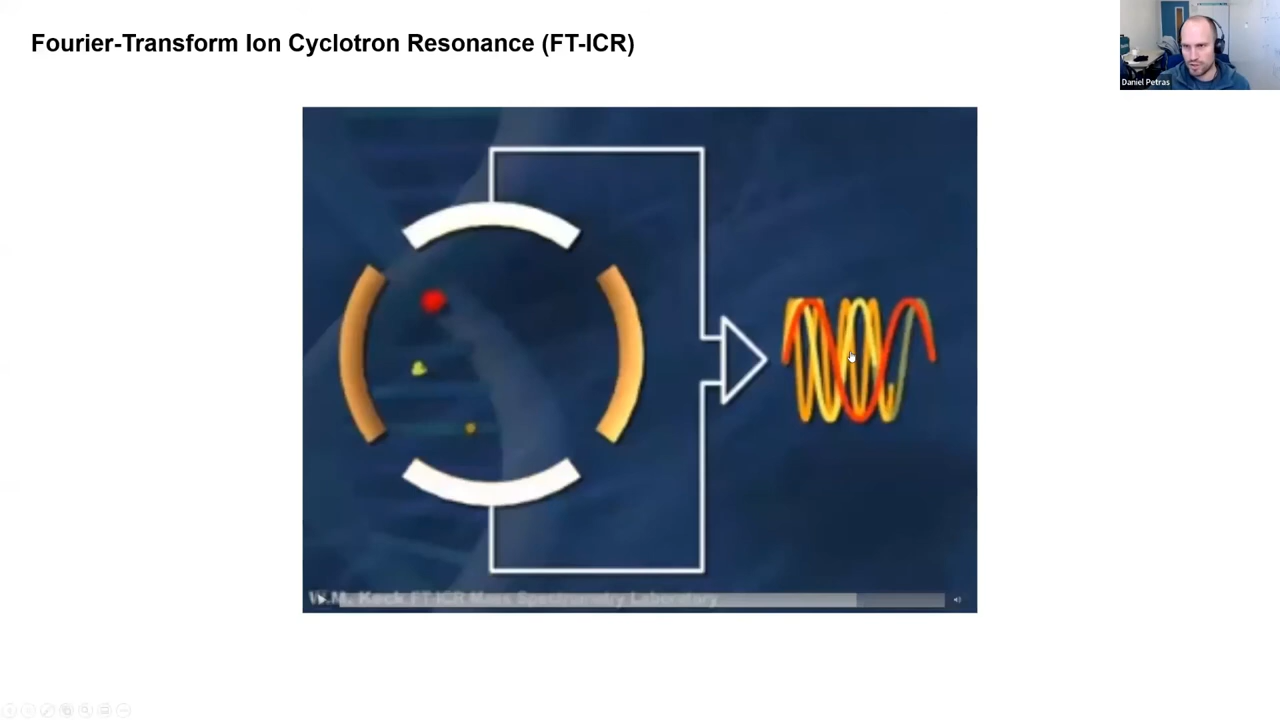 Fourier-Transform Ion Cyclotron Resonance (FT-ICR)
Daniel Petras
W.M. Keck FT-ICR Mass Spectrometry Laboratory